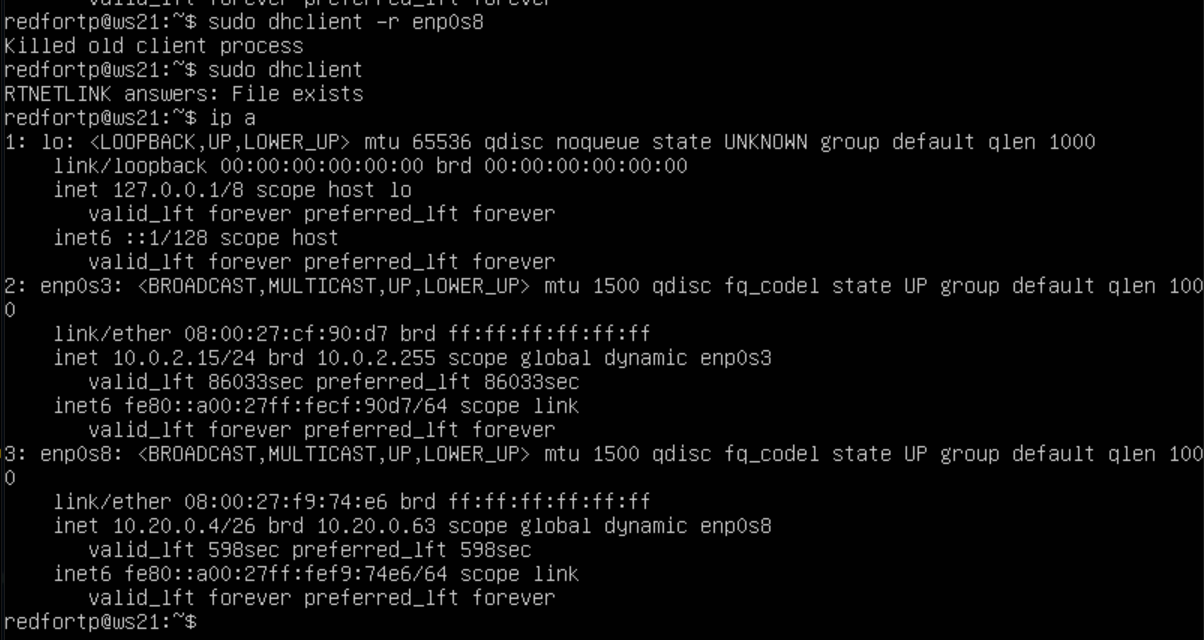 valid_lft forever preferred_lft forever
redfortp@ws21:~$ sudo dhclient -r enp0s8
Killed old client process
redfortp@ws21:~$ sudo dhclient
RTNETLINK answers: File exists
redfortp@ws21:~$ ip a
1: lo: <LOOPBACK,UP,LOWER_UP> mtu 65536 qdisc noqueue state UNKNOWN group default qlen 1000
    link/loopback 00:00:00:00:00:00 brd 00:00:00:00:00:00
    inet 127.0.0.1/8 scope host lo
       valid_lft forever preferred_lft forever
    inet6 ::1/128 scope host
       valid_lft forever preferred_lft forever
2: enp0s3: <BROADCAST,MULTICAST,UP,LOWER_UP> mtu 1500 qdisc fq_codel state UP group default qlen 100
0
    link/ether 08:00:27:cf:90:d7 brd ff:ff:ff:ff:ff:ff
    inet 10.0.2.15/24 brd 10.0.2.255 scope global dynamic enp0s3
       valid_lft 86033sec preferred_lft 86033sec
    inet6 fe80::a00:27ff:fecf:90d7/64 scope link
       valid_lft forever preferred_lft forever
3: enp0s8: <BROADCAST,MULTICAST,UP,LOWER_UP> mtu 1500 qdisc fq_codel state UP group default qlen 100
0
    link/ether 08:00:27:f9:74:e6 brd ff:ff:ff:ff:ff:ff
    inet 10.20.0.4/26 brd 10.20.0.63 scope global dynamic enp0s8
       valid_lft 598sec preferred_lft 598sec
    inet6 fe80::a00:27ff:fef9:74e6/64 scope link
       valid_lft forever preferred_lft forever
redfortp@ws21:~$